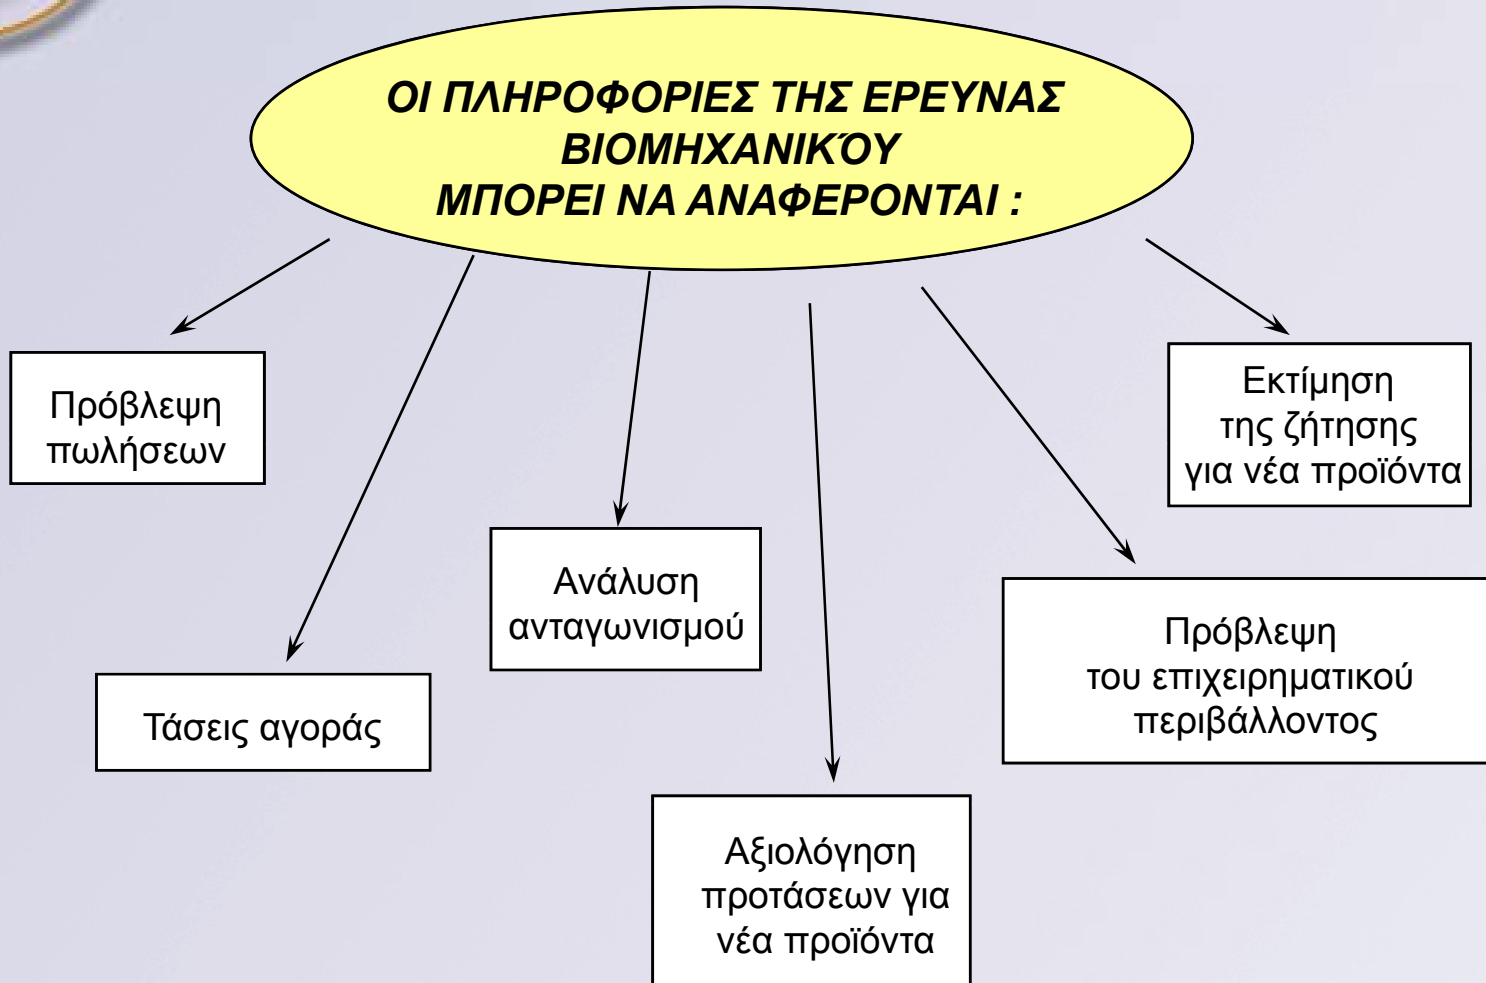 ΟΙ ΠΛΗΡΟΦΟΡΙΕΣ ΤΗΣ ΕΡΕΥΝΑΣ
ΒΙΟΜΗΧΑΝΙΚΌΥ
ΜΠΟΡΕΙ ΝΑ ΑΝΑΦΕΡΟΝΤΑΙ :
Πρόβλεψη
πωλήσεων
Τάσεις αγοράς
Ανάλυση
ανταγωνισμού
Αξιολόγηση
προτάσεων για
νέα προϊόντα
Πρόβλεψη
του επιχειρηματικού
περιβάλλοντος
Εκτίμηση
της ζήτησης
για νέα προϊόντα